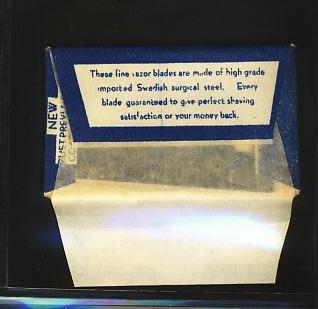 These fine razor blades are made of high grade
imported Swedish surgical steel. Every
blade guaranteed to give perfect shaving
satisfaction or your money back.
NEW